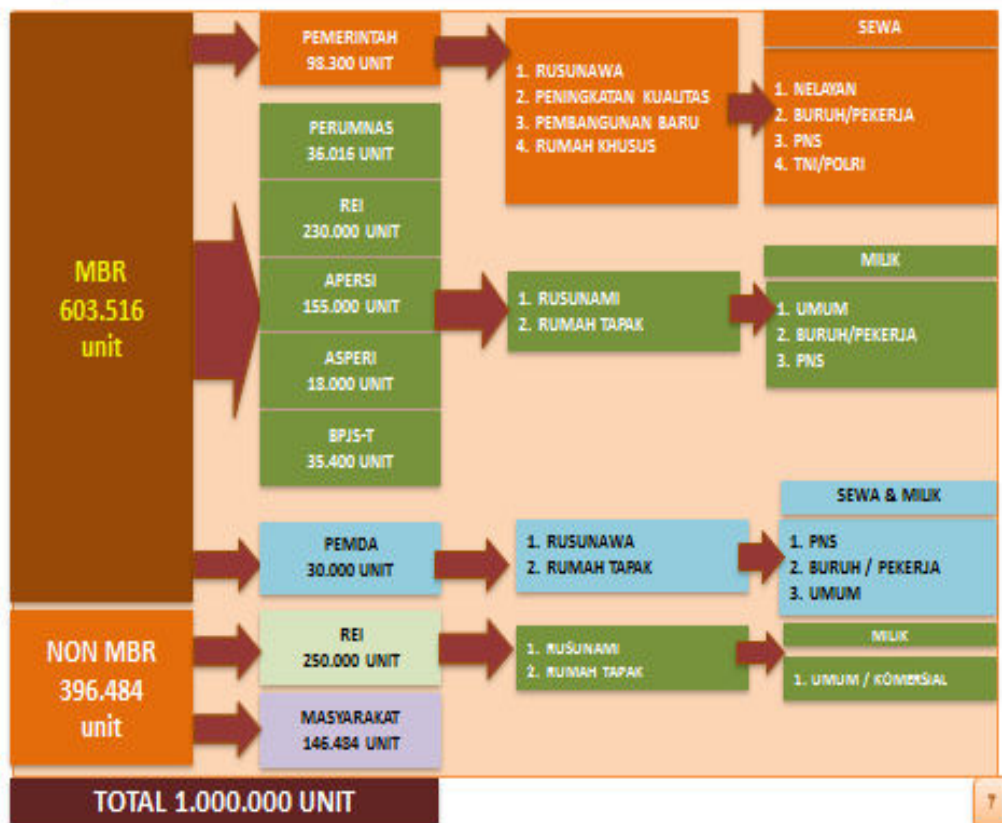 MBR
603.516
unit
PEMERINTAH
98.300 UNIT
1. RUSUNAWA
2. PENINGKATAN KUALITAS
3. PEMBANGUNAN BARU
4. RUMAH KHUSUS
SEWA
1. NELAYAN
2. BURUH/PEKERJA
3. PNS
4. TNI/POLRI
PERUMNAS
36.016 UNIT
REI
230.000 UNIT
APERSI
155.000 UNIT
ASPERI
18.000 UNIT
BPJS-T
35.400 UNIT
1. RUSUNAMI
2. RUMAH TAPAK
MILIK
1. UMUM
2. BURUH/PEKERJA
3. PNS
PEMDA
30.000 UNIT
1. RUSUNAWA
2. RUMAH TAPAK
SEWA & MILIK
1. PNS
2. BURUH / PEKERJA
3. UMUM
NON MBR
396.484
unit
REI
250.000 UNIT
1. RUSUNAMI
2. RUMAH TAPAK
MILIK
1. UMUM / KOMERSIAL
MASYARAKAT
146.484 UNIT
TOTAL 1.000.000 UNIT
7